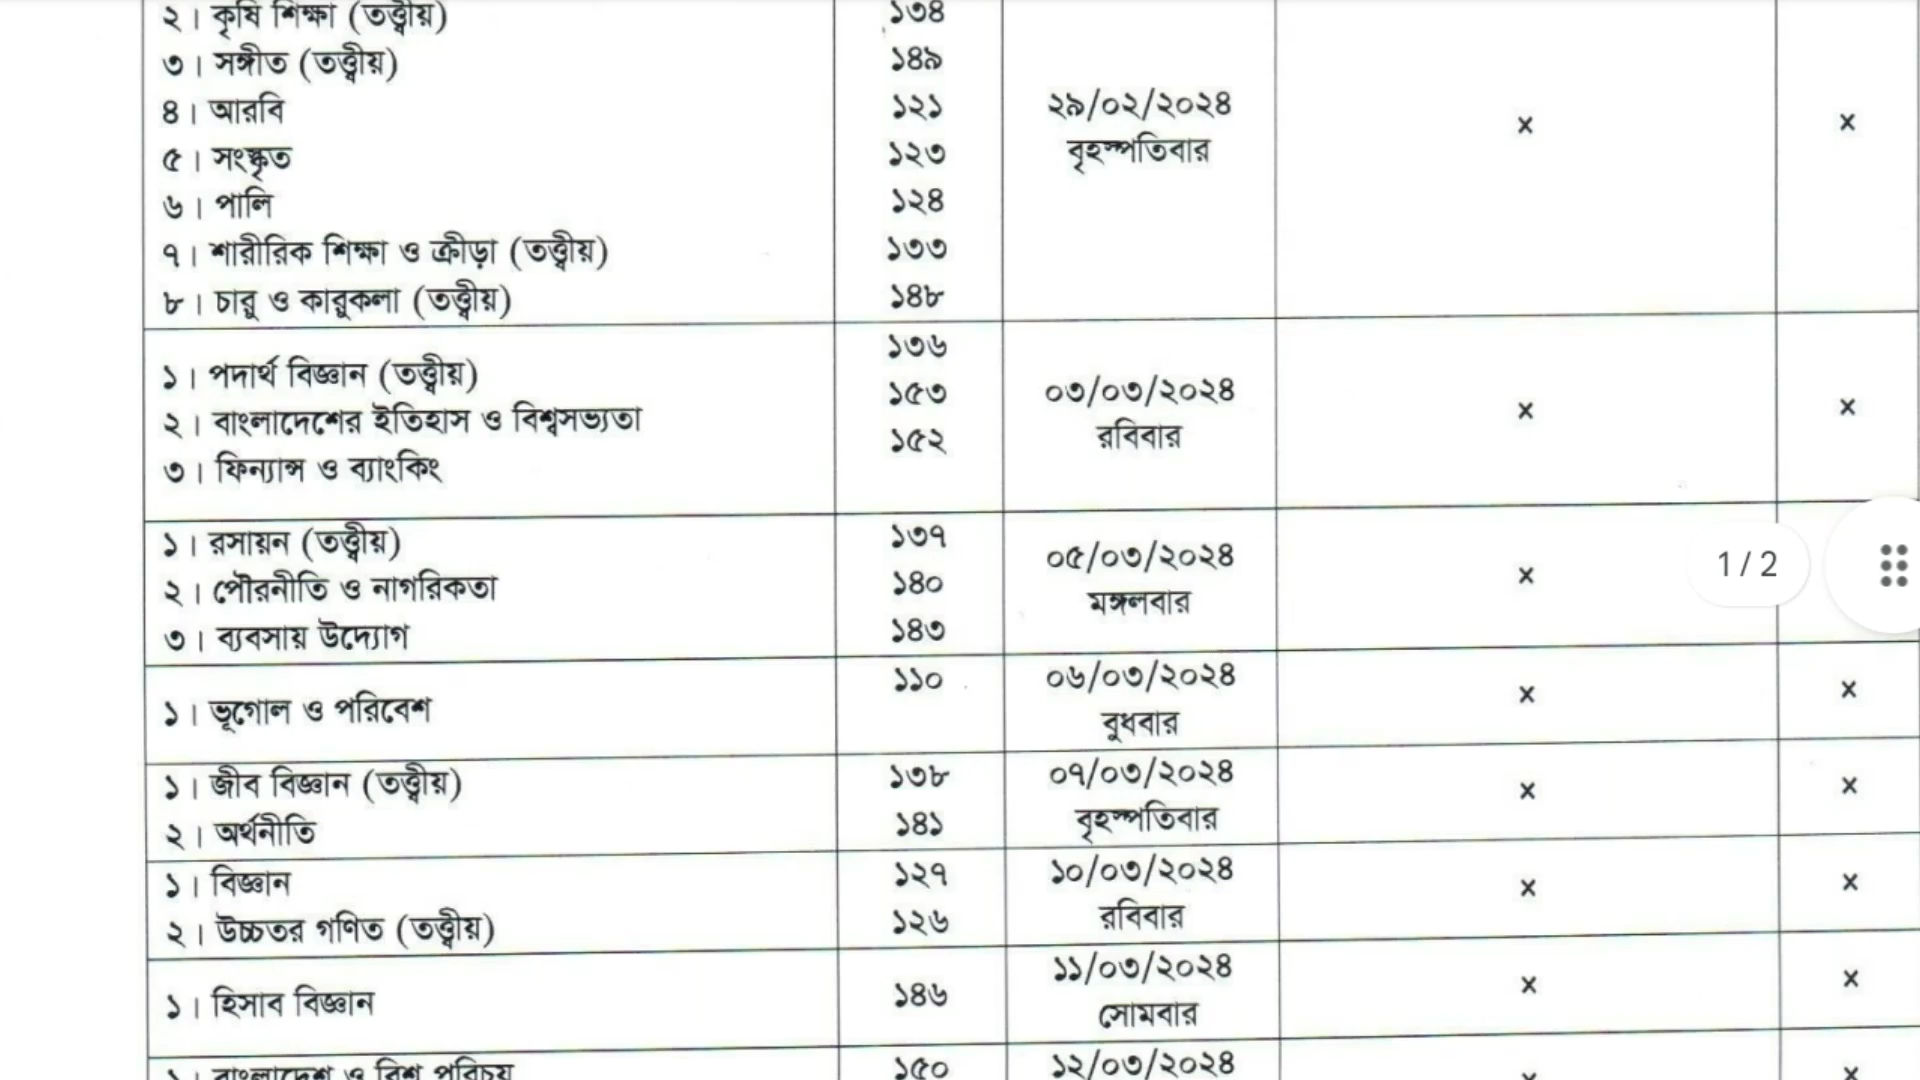 ২। কৃষি শিক্ষা (তত্ত্বীয়) ১৩৪
৩। সঙ্গীত (তত্ত্বীয়) ১৪৯
৪। আরবি ১২১ ২৯/০২/২০২৪ × ×
৫। সংস্কৃত ১২৩ বৃহস্পতিবার
৬। পালি ১২৪
৭। শারীরিক শিক্ষা ও ক্রীড়া (তত্ত্বীয়) ১৩৩
৮। চারু ও কারুকলা (তত্ত্বীয়) ১৪৮
১। পদার্থ বিজ্ঞান (তত্ত্বীয়) ১৩৬ ০৩/০৩/২০২৪ × ×
২। বাংলাদেশের ইতিহাস ও বিশ্বসভ্যতা ১৫৩ রবিবার
৩। ফিন্যান্স ও ব্যাংকিং ১৫২
১। রসায়ন (তত্ত্বীয়) ১৩৭ ০৫/০৩/২০২৪ × 1 / 2
২। পৌরনীতি ও নাগরিকতা ১৪০ মঙ্গলবার
৩। ব্যবসায় উদ্যোগ ১৪৩
১। ভূগোল ও পরিবেশ ১১০ ০৬/০৩/২০২৪ × ×
বুধবার
১। জীব বিজ্ঞান (তত্ত্বীয়) ১৩৮ ০৭/০৩/২০২৪ × ×
২। অর্থনীতি ১৪১ বৃহস্পতিবার
১। বিজ্ঞান ১২৭ ১০/০৩/২০২৪ × ×
২। উচ্চতর গণিত (তত্ত্বীয়) ১২৬ রবিবার
১। হিসাব বিজ্ঞান ১৪৬ ১১/০৩/২০২৪ × ×
সোমবার
১। বাংলাদেশ ও বিশ্ব পরিচয় ১৫০ ১২/০৩/২০২৪ × ×